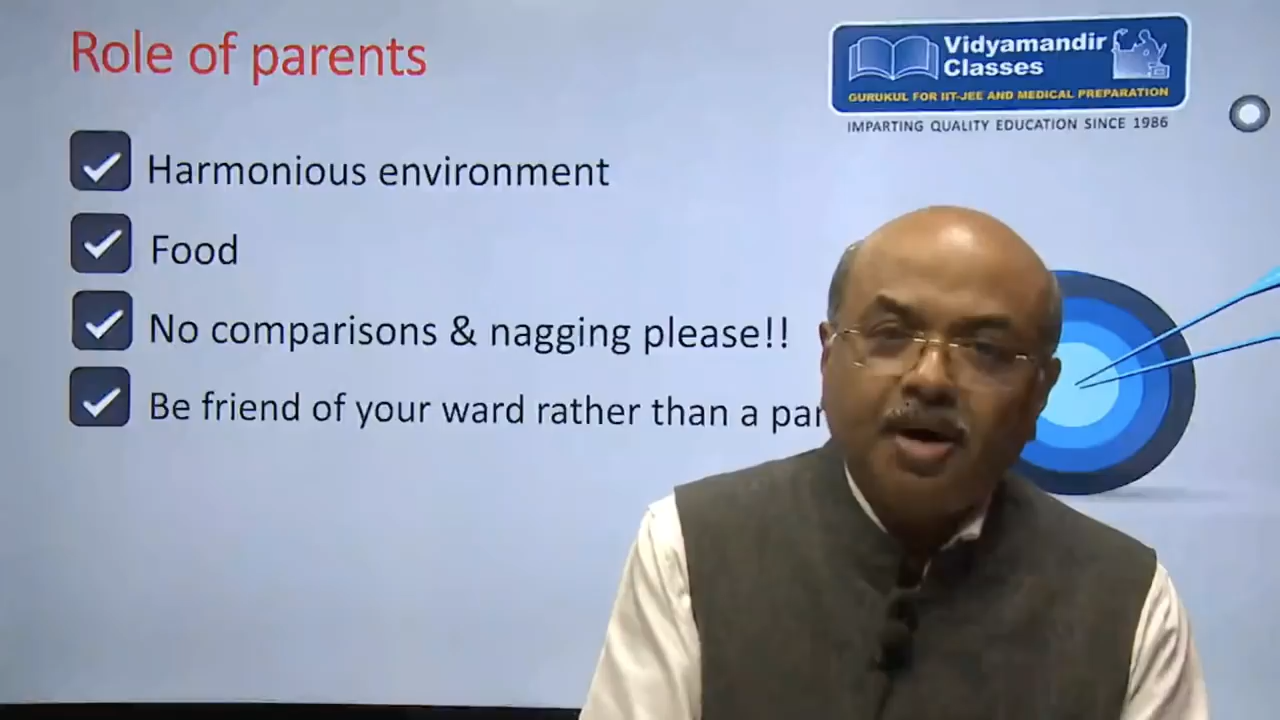 Role of parents
Vidyamandir
Classes
GURUKUL FOR IIT-JEE AND MEDICAL PREPARATION
IMPARTING QUALITY EDUCATION SINCE 1986
Harmonious environment
Food
No comparisons & nagging please!!
Be friend of your ward rather than a